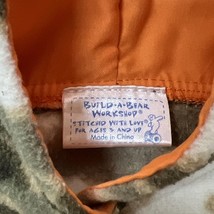 BUILD-A-BEAR
WORKSHOP®
STITCHED WITH LOVE®
FOR AGES 3 AND UP
Made in China